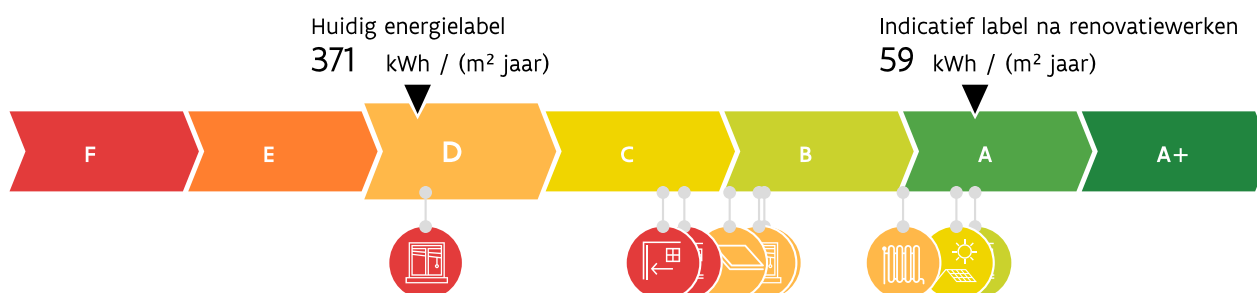 Huidig energielabel
371 kWh / (m² jaar)
Indicatief label na renovatiewerken
59 kWh / (m² jaar)
F E D C B A A+